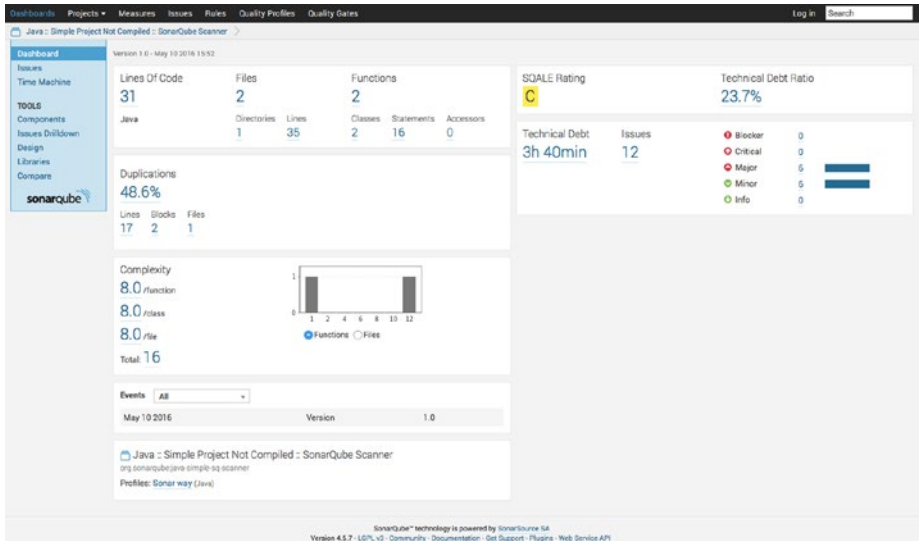 Dashboards Projects Measures Issues Rules Quality Profiles Quality Gates Log in Search
Java :: Simple Project Not Compiled :: SonarQube Scanner
Dashboard
Issues
Time Machine
TOOLS
Components
Issues Drilldown
Design
Libraries
Compare
sonarqube
Version 1.0 - May 10 2016 15:52
Lines Of Code Files Functions
31 2 2
Java Directories Lines Classes Statements Accessors
1 35 2 16 0
Duplications
48.6%
Lines Blocks Files
17 2 1
Complexity
8.0 /function
8.0 /class
8.0 /file
Total: 16
1
0
1 2 4 6 8 10 12
Functions Files
Events All
May 10 2016 Version 1.0
Java :: Simple Project Not Compiled :: SonarQube Scanner
org.sonarqube:java-simple-sq-scanner
Profiles: Sonar way (Java)
SQALE Rating Technical Debt Ratio
C 23.7%
Technical Debt Issues
3h 40min 12
Blocker 0
Critical 0
Major 6
Minor 6
Info 0
SonarQube™ technology is powered by SonarSource SA
Version 4.5.7 - LGPL v3 - Community - Documentation - Get Support - Plugins - Web Service API